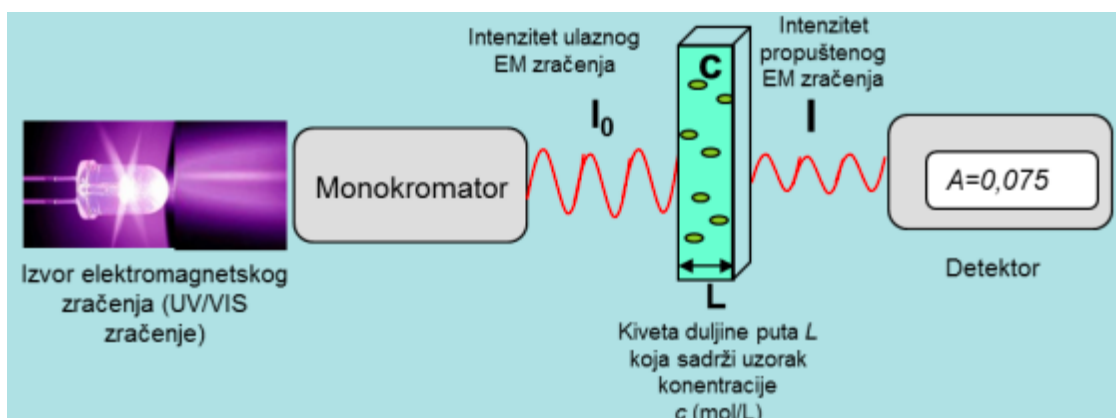 Intenzitet ulaznog
EM zračenja
I₀
C
Intenzitet
propuštenog
EM zračenja
I
Monokromator
A=0,075
Izvor elektromagnetskog
zračenja (UV/VIS
zračenje)
L
Detektor
Kiveta duljine puta L
koja sadrži uzorak
konentracije
c (mol/L)